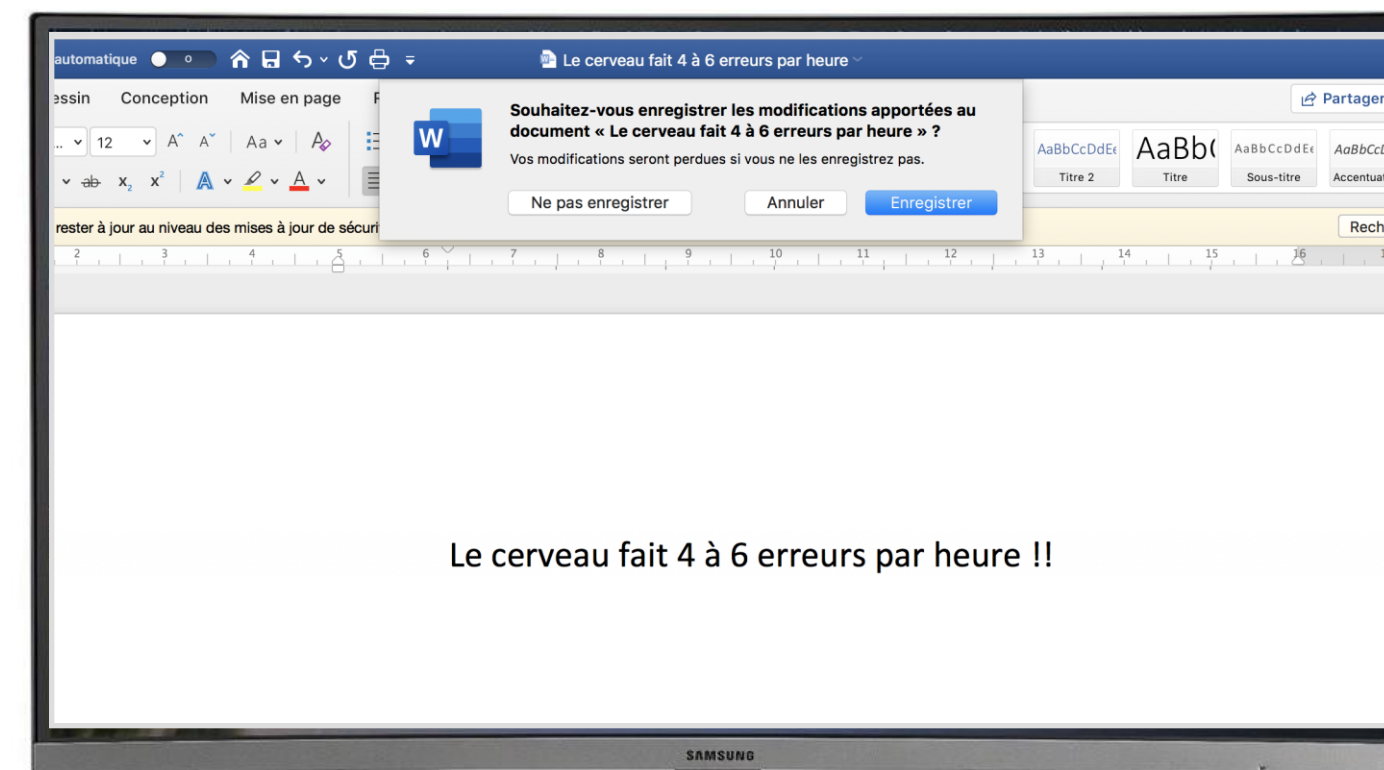 automatique
Le cerveau fait 4 à 6 erreurs par heure
essin Conception Mise en page
Partager
Souhaitez-vous enregistrer les modifications apportées au
document « Le cerveau fait 4 à 6 erreurs par heure » ?
Vos modifications seront perdues si vous ne les enregistrez pas.
Ne pas enregistrer Annuler Enregistrer
W
12 A A Aa A
ab x2 x2 A A
AaBbCcDdEe AaBb( AaBbCcDdEe AaBbCcD
Titre 2 Titre Sous-titre Accentuat
rester à jour au niveau des mises à jour de sécuri
Rech
2 3 4 5 6 7 8 9 10 11 12 13 14 15 16
Le cerveau fait 4 à 6 erreurs par heure !!
SAMSUNG